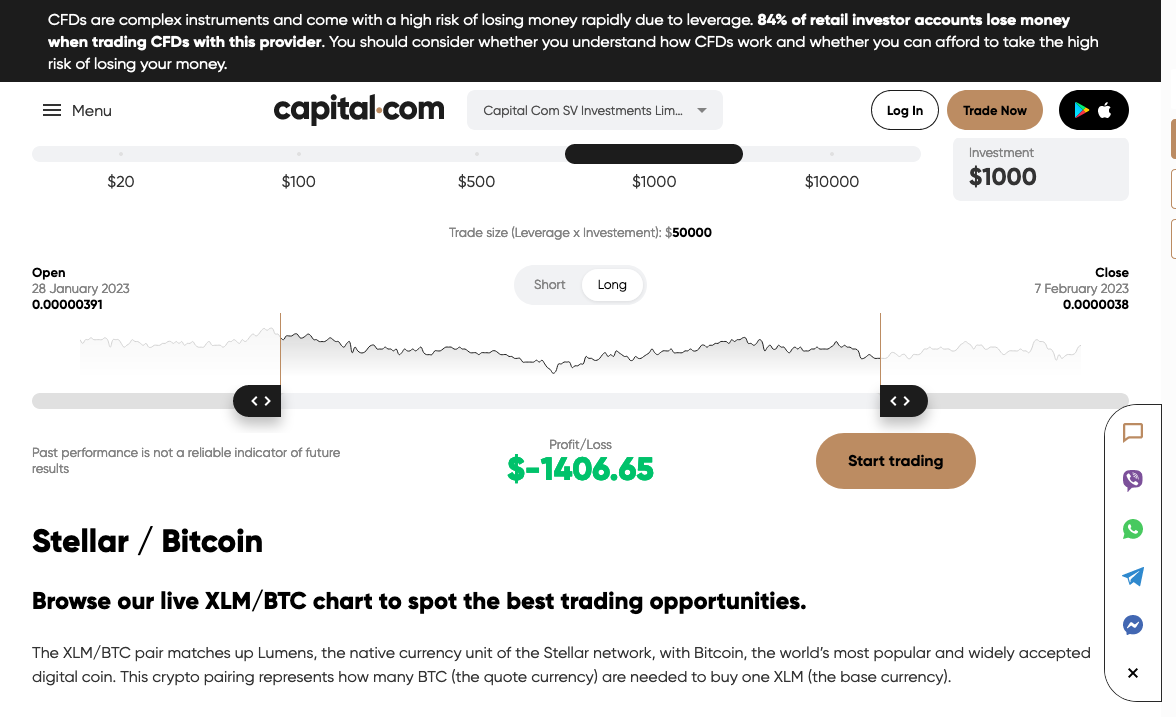 CFDs are complex instruments and come with a high risk of losing money rapidly due to leverage. 84% of retail investor accounts lose money
when trading CFDs with this provider. You should consider whether you understand how CFDs work and whether you can afford to take the high
risk of losing your money.
Menu
capital.com
Capital Com SV Investments Lim...
Log In
Trade Now
$20
$100
$500
$1000
$10000
Investment
$1000
Trade size (Leverage x Investement): $50000
Open
28 January 2023
0.00000391
Short
Long
Close
7 February 2023
0.0000038
Past performance is not a reliable indicator of future
results
Profit/Loss
$-1406.65
Start trading
Stellar / Bitcoin
Browse our live XLM/BTC chart to spot the best trading opportunities.
The XLM/BTC pair matches up Lumens, the native currency unit of the Stellar network, with Bitcoin, the world's most popular and widely accepted
digital coin. This crypto pairing represents how many BTC (the quote currency) are needed to buy one XLM (the base currency).